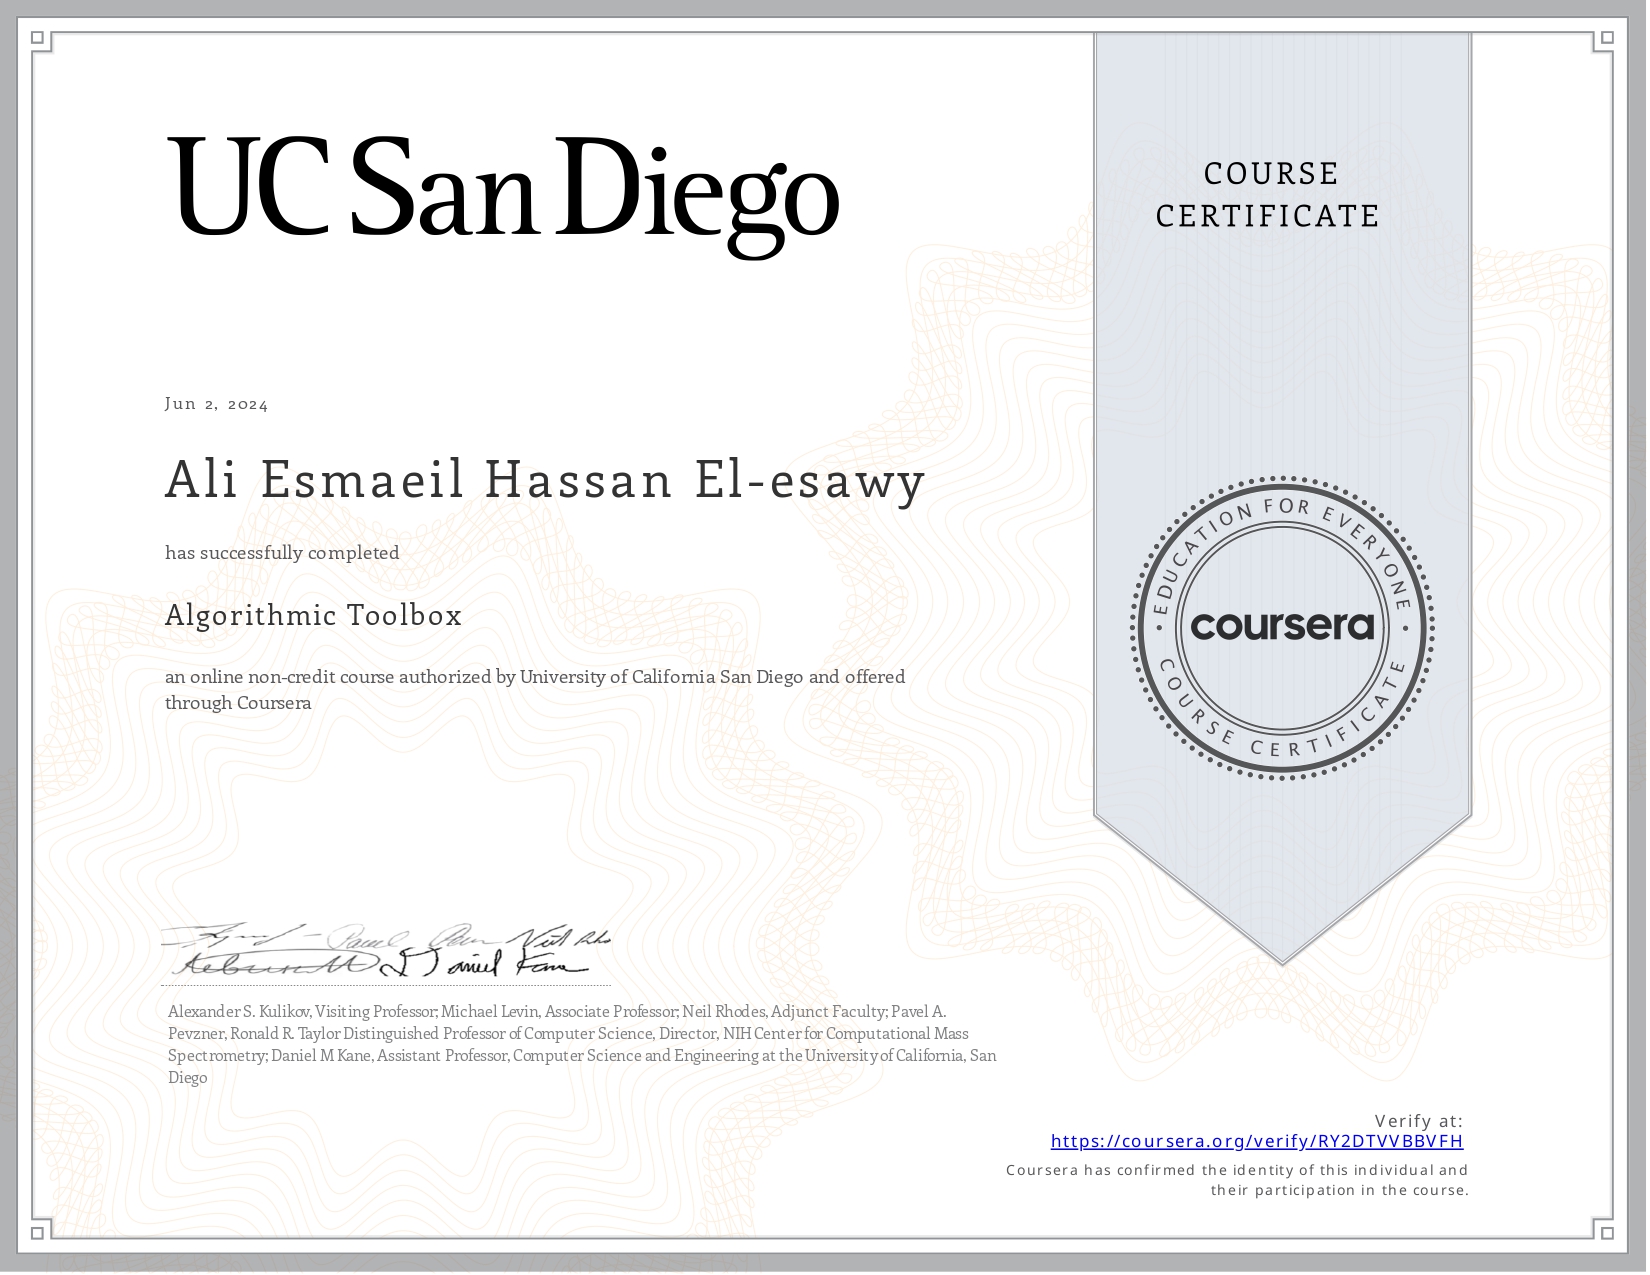 UC San Diego
COURSE
CERTIFICATE
Jun 2, 2024
Ali Esmaeil Hassan El-esawy
has successfully completed
Algorithmic Toolbox
an online non-credit course authorized by University of California San Diego and offered
through Coursera
• EDUCATION FOR EVERYONE •
coursera
COURSE CERTIFICATE
Daniel Kane
Alexander S. Kulikov, Visiting Professor; Michael Levin, Associate Professor; Neil Rhodes, Adjunct Faculty; Pavel A.
Pevzner, Ronald R. Taylor Distinguished Professor of Computer Science, Director, NIH Center for Computational Mass
Spectrometry; Daniel M Kane, Assistant Professor, Computer Science and Engineering at the University of California, San
Diego
Verify at:
https://coursera.org/verify/RY2DTVVBBVFH
Coursera has confirmed the identity of this individual and
their participation in the course.